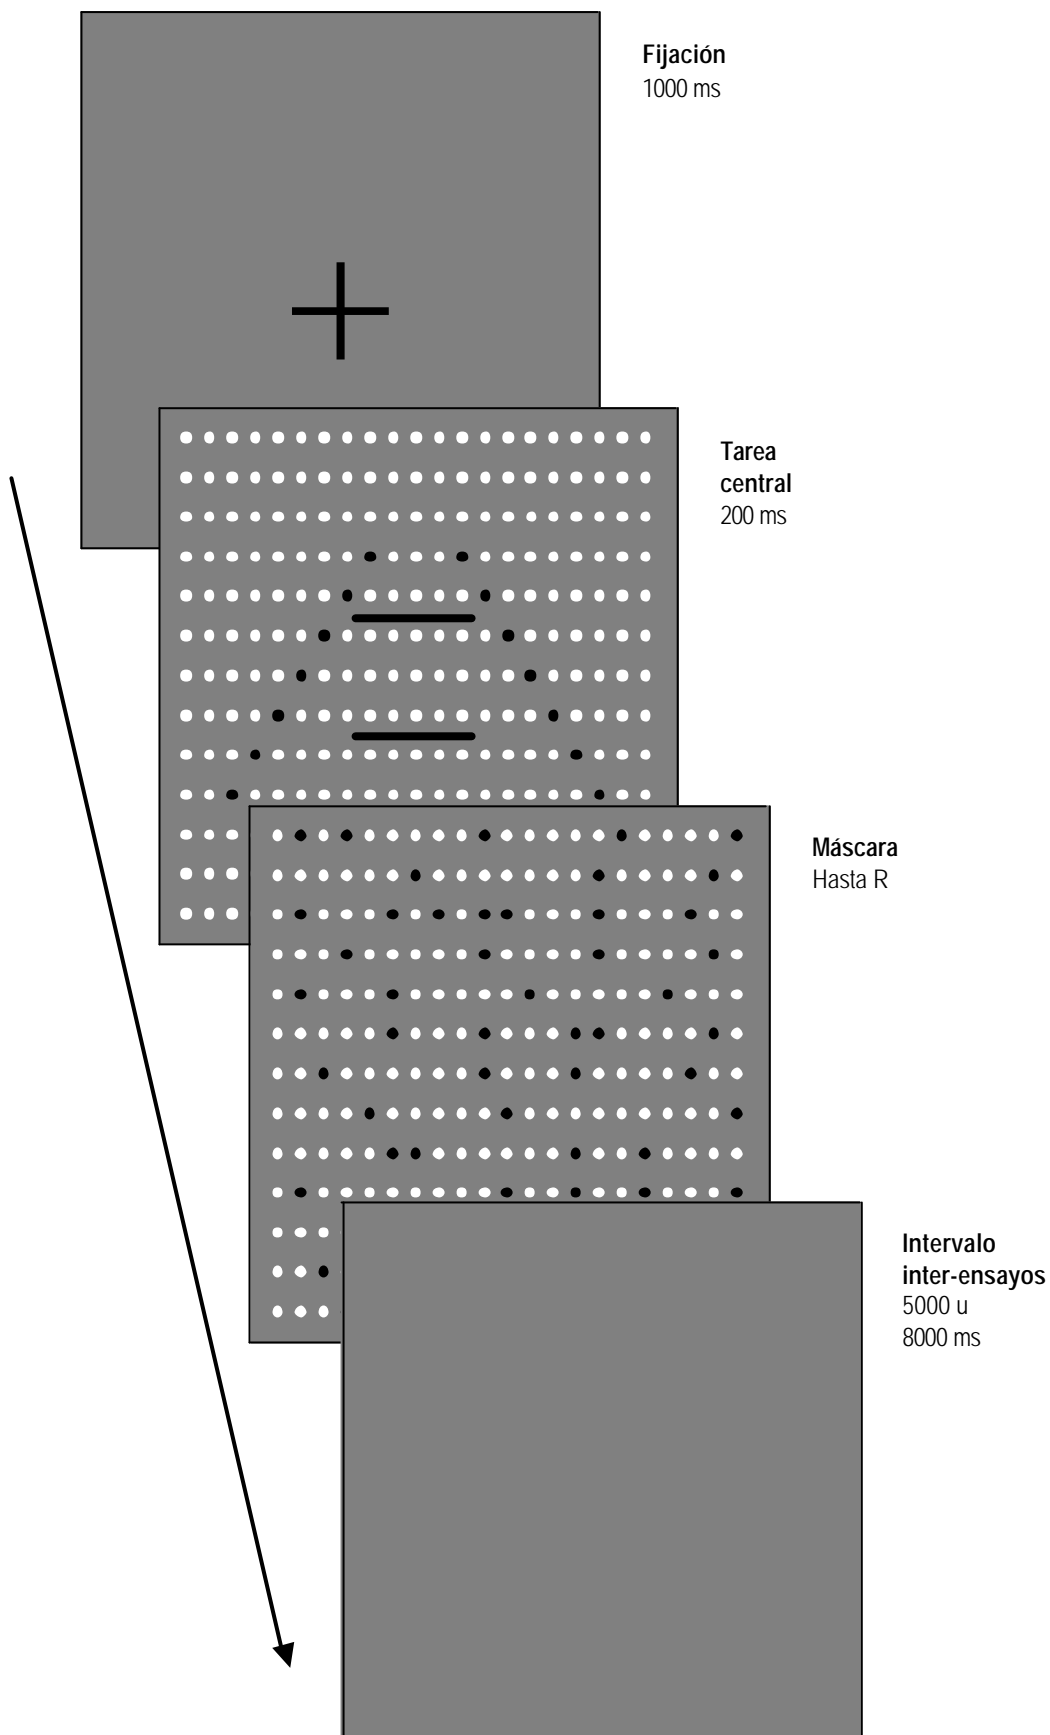 Fijación
1000 ms
Tarea
central
200 ms
Máscara
Hasta R
Intervalo
inter-ensayos
5000 u
8000 ms